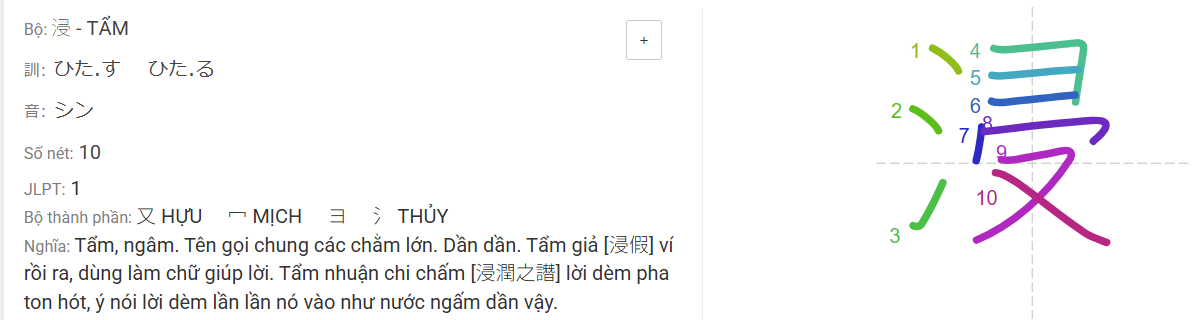 Bộ: 浸 - TẨM
+
訓: ひた.す ひた.る
音: シン
Số nét: 10
JLPT: 1
Bộ thành phần: 又 HỰU 冖 MỊCH ヨ 氵 THỦY
Nghĩa: Tẩm, ngâm. Tên gọi chung các chằm lớn. Dần dần. Tẩm giả [浸假] ví
rồi ra, dùng làm chữ giúp lời. Tẩm nhuận chi chấm [浸潤之譖] lời dèm pha
ton hót, ý nói lời dèm lần lần nó vào như nước ngấm dần vậy.
浸
1
2
3
4
5
6
7
8
9
10